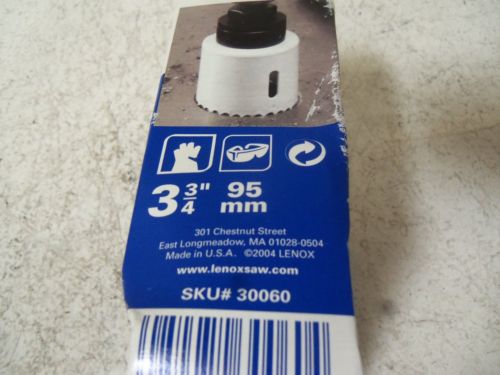 3 3/4" 95 mm
301 Chestnut Street
East Longmeadow, MA 01028-0504
Made in U.S.A. ©2004 LENOX
www.lenoxsaw.com
SKU# 30060